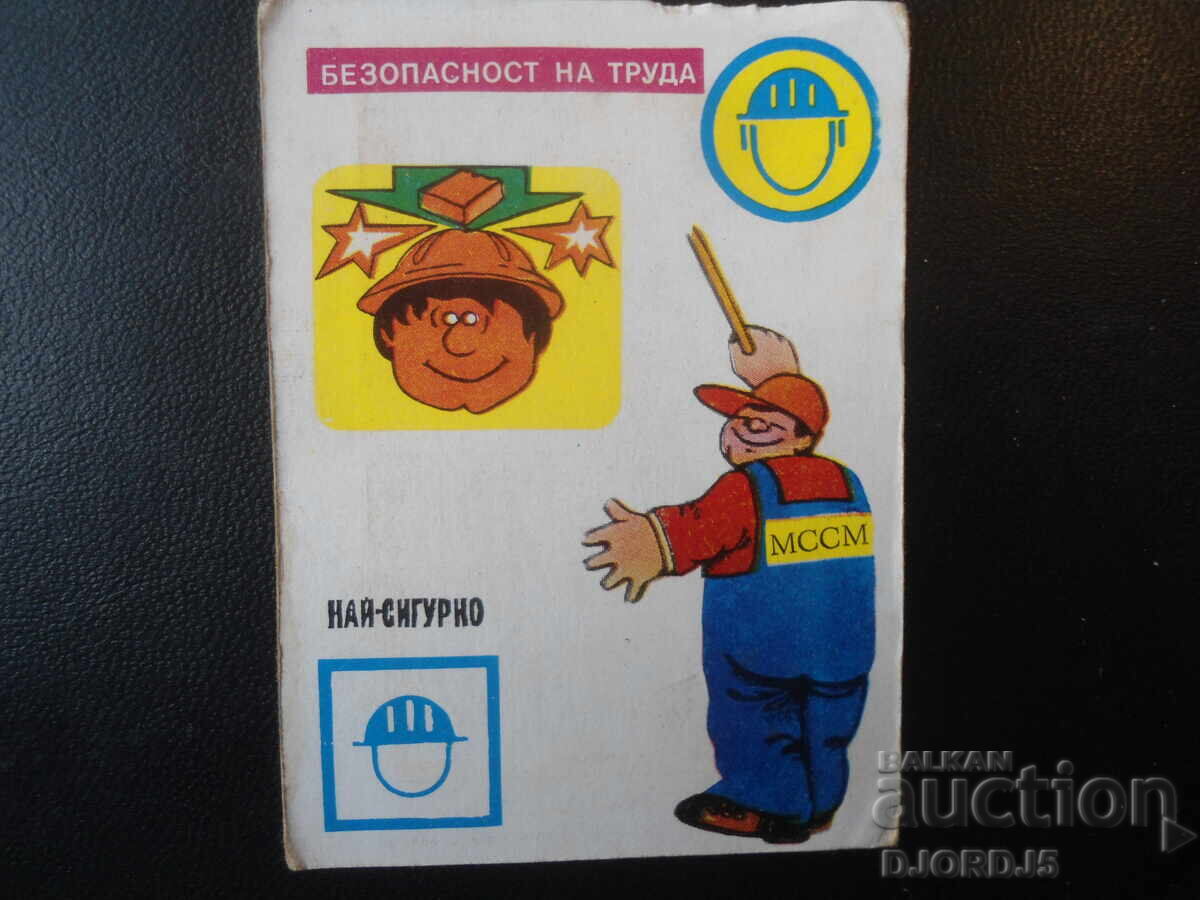 БЕЗОПАСНОСТ НА ТРУДА
МССМ
НАЙ-СИГУРНО
BALKAN
auction
DJORDJ5